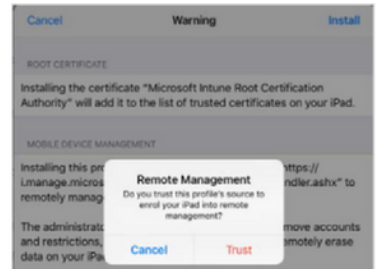 Cancel Warning Install
ROOT CERTIFICATE
Installing the certificate "Microsoft Intune Root Certification
Authority" will add it to the list of trusted certificates on your iPad.
MOBILE DEVICE MANAGEMENT
Installing this pro ttps://
i.manage.micros ndler.ashx" to
remotely manag
Remote Management
Do you trust this profile's source to
enrol your iPad into remote
management?
Cancel Trust
The administrato move accounts
and restrictions, emotely erase
data on your iPa